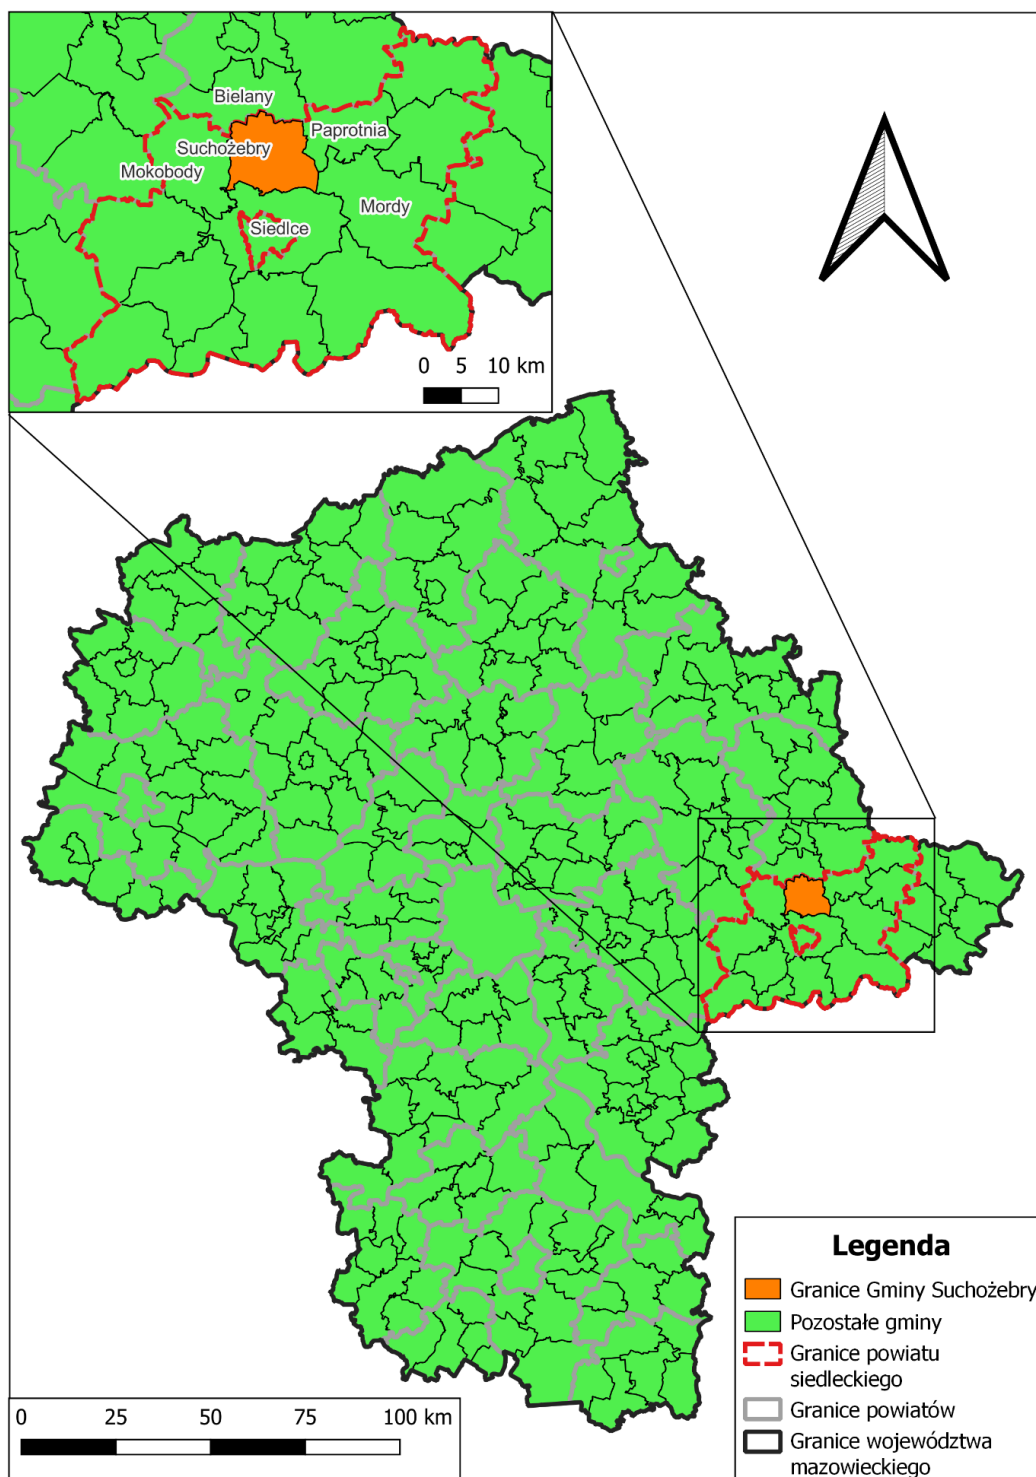 Bielany
Paprotnia
Suchożebry
Mokobody
Mordy
Siedlce
0 5 10 km
Legenda
Granice Gminy Suchożebry
Pozostałe gminy
Granice powiatu
siedleckiego
Granice powiatów
Granice województwa
mazowieckiego
0 25 50 75 100 km